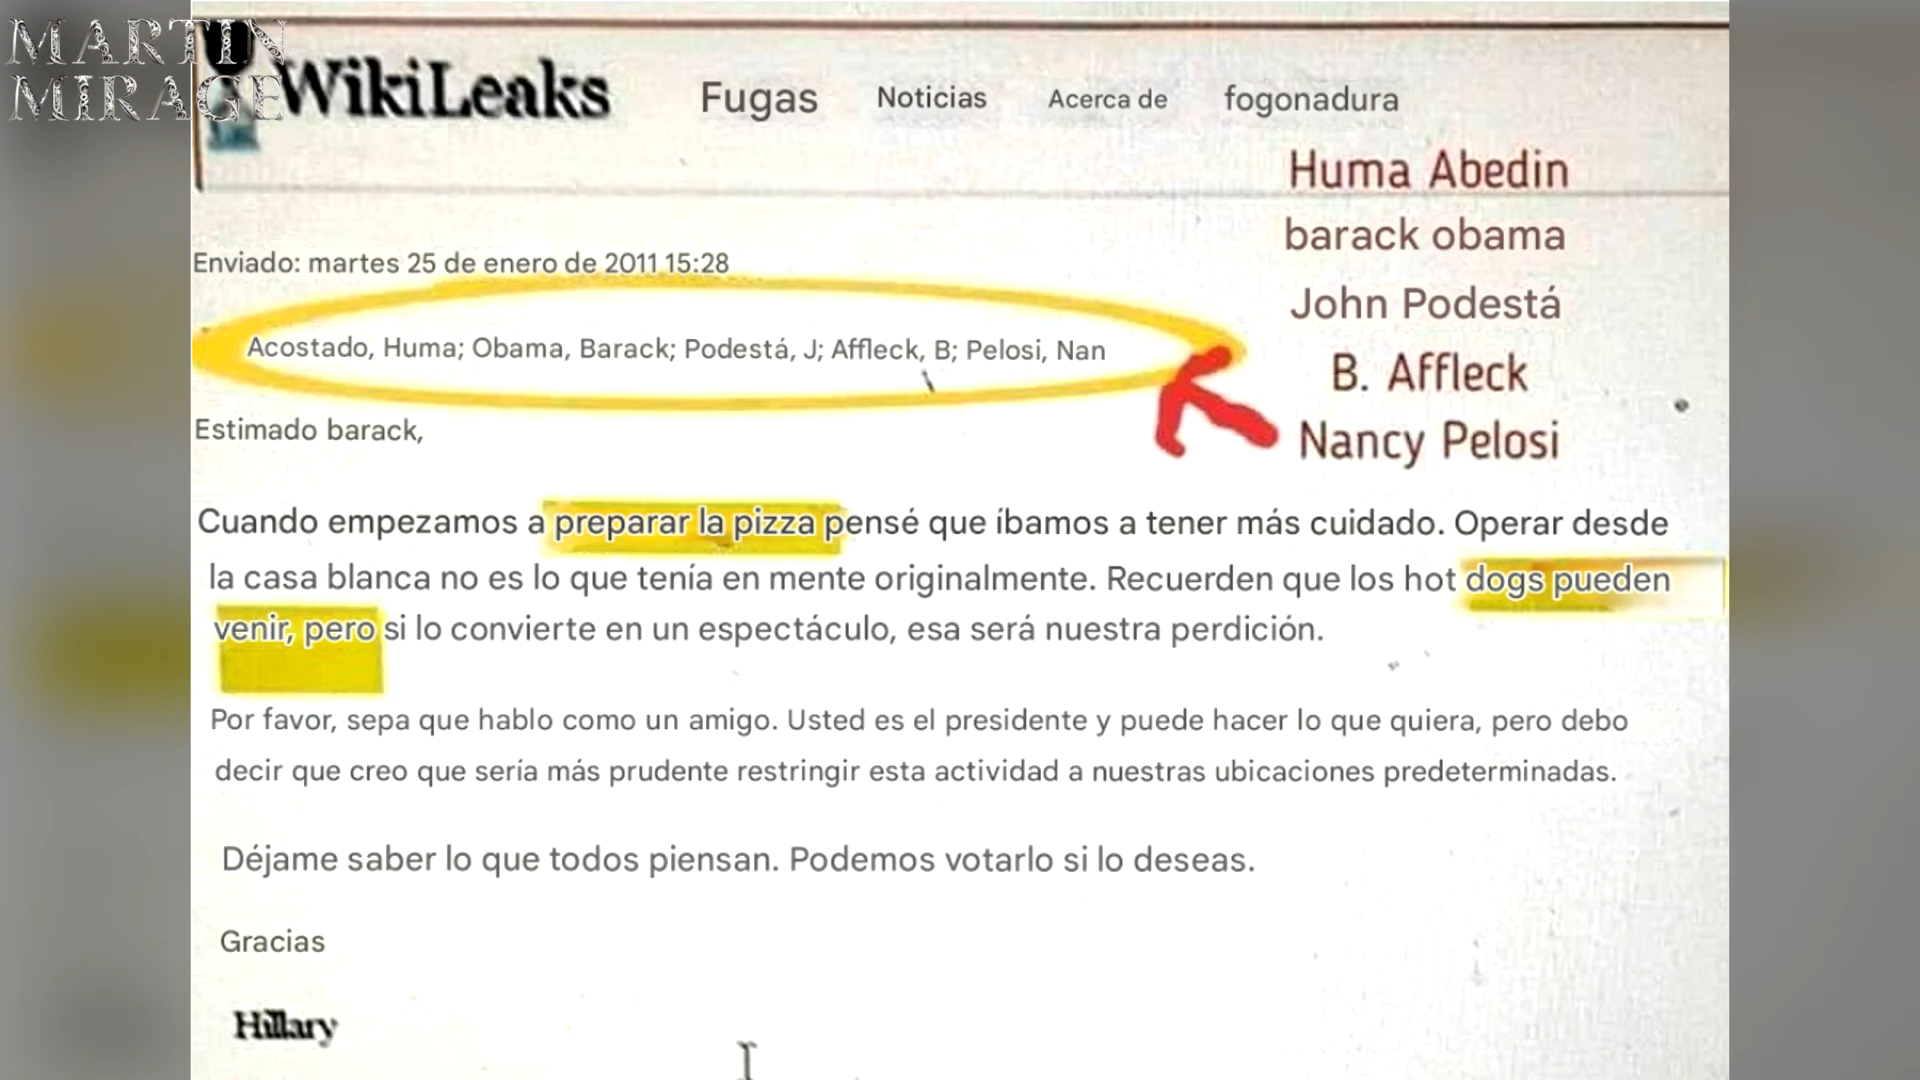 MARTIN
MIRAGE
WikiLeaks Fugas Noticias Acerca de fogonadura
Huma Abedin
barack obama
John Podestá
B. Affleck
Nancy Pelosi
Enviado: martes 25 de enero de 2011 15:28
Acostado, Huma; Obama, Barack; Podestá, J; Affleck, B; Pelosi, Nan
Estimado barack,
Cuando empezamos a preparar la pizza pensé que íbamos a tener más cuidado. Operar desde
la casa blanca no es lo que tenía en mente originalmente. Recuerden que los hot dogs pueden
venir, pero si lo convierte en un espectáculo, esa será nuestra perdición.
Por favor, sepa que hablo como un amigo. Usted es el presidente y puede hacer lo que quiera, pero debo
decir que creo que sería más prudente restringir esta actividad a nuestras ubicaciones predeterminadas.
Déjame saber lo que todos piensan. Podemos votarlo si lo deseas.
Gracias
Hillary